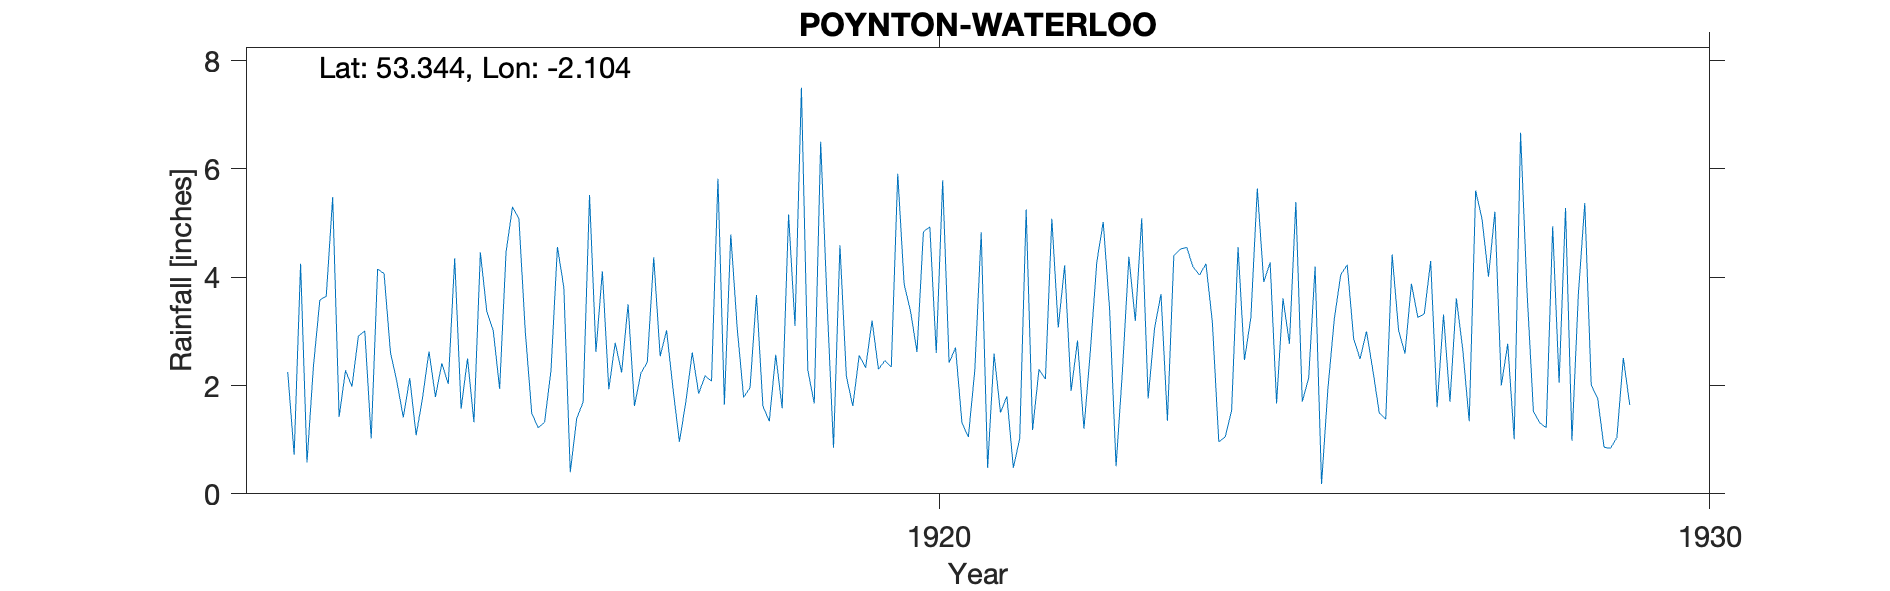 POYNTON-WATERLOO
Lat: 53.344, Lon: -2.104
8
6
4
2
0
Rainfall [inches]
1920
1930
Year